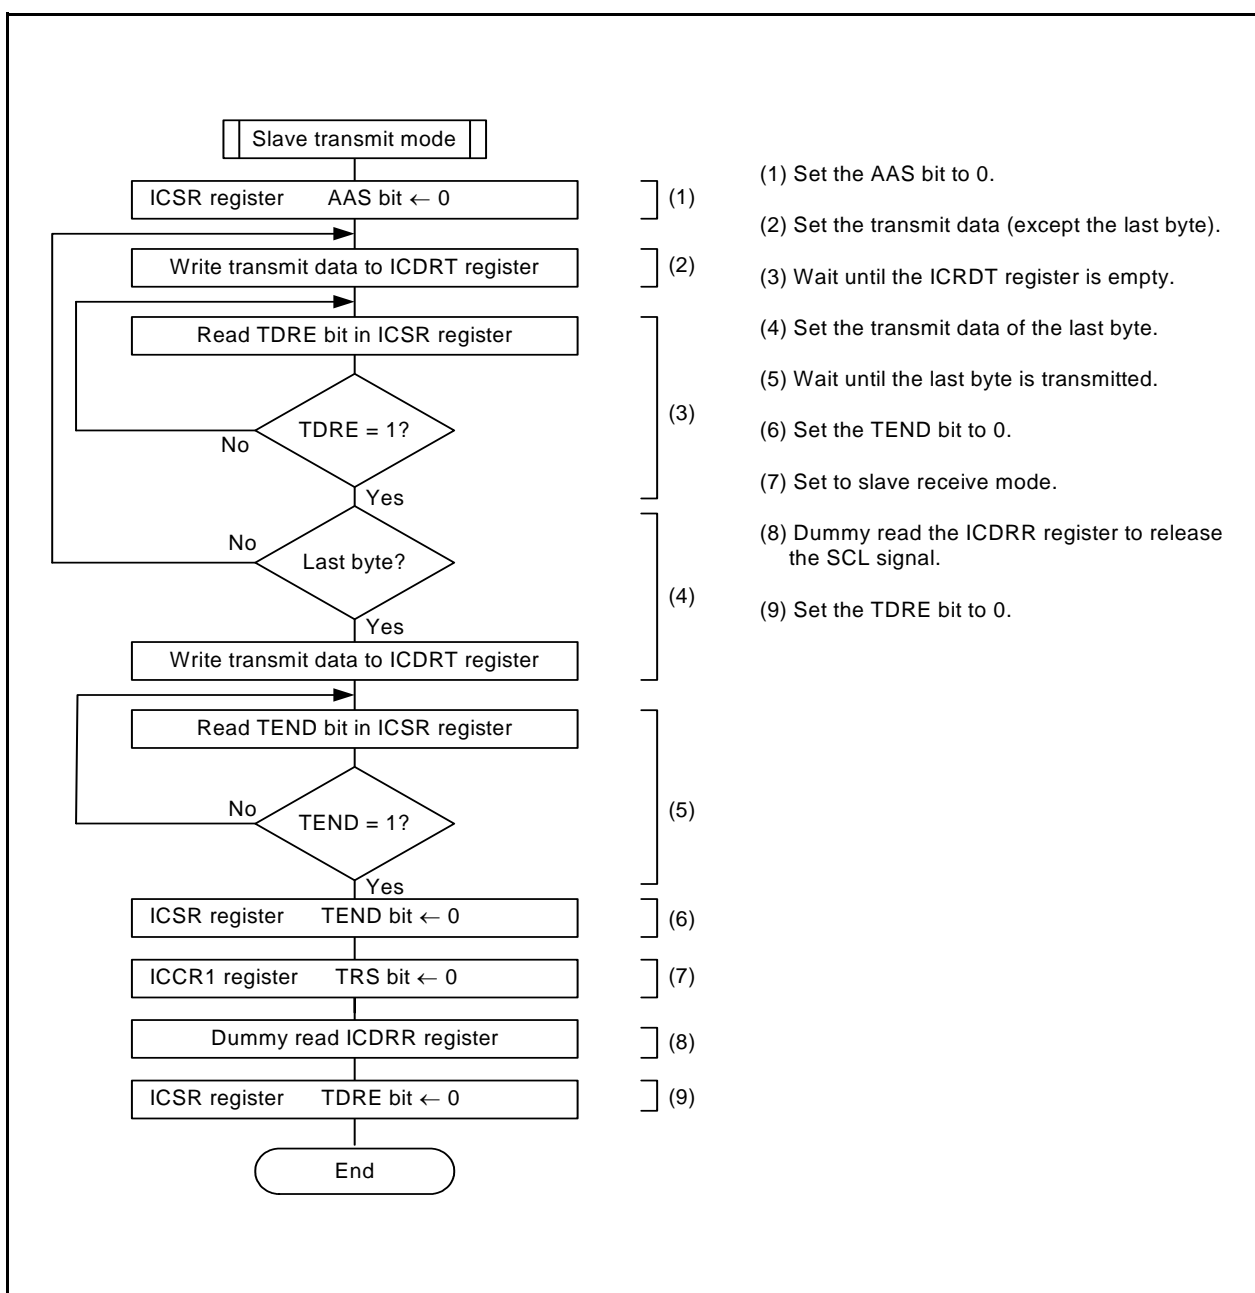 Slave transmit mode
ICSR register AAS bit ← 0
(1)
Write transmit data to ICDRT register
(2)
Read TDRE bit in ICSR register
TDRE = 1?
No
(3)
Yes
No
Last byte?
(4)
Yes
Write transmit data to ICDRT register
Read TEND bit in ICSR register
No
TEND = 1?
(5)
Yes
ICSR register TEND bit ← 0
(6)
ICCR1 register TRS bit ← 0
(7)
Dummy read ICDRR register
(8)
ICSR register TDRE bit ← 0
(9)
End
(1) Set the AAS bit to 0.
(2) Set the transmit data (except the last byte).
(3) Wait until the ICRDT register is empty.
(4) Set the transmit data of the last byte.
(5) Wait until the last byte is transmitted.
(6) Set the TEND bit to 0.
(7) Set to slave receive mode.
(8) Dummy read the ICDRR register to release
the SCL signal.
(9) Set the TDRE bit to 0.